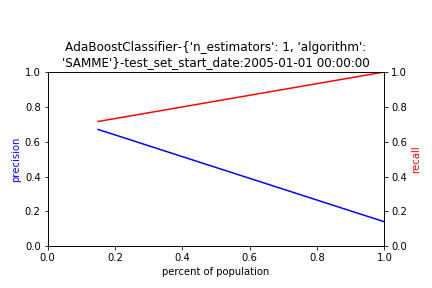 AdaBoostClassifier-{'n_estimators': 1, 'algorithm':
'SAMME'}-test_set_start_date:2005-01-01 00:00:00
1.0
0.8
0.6
0.4
0.2
0.0
precision
1.0
0.8
0.6
0.4
0.2
0.0
recall
0.0 0.2 0.4 0.6 0.8 1.0
percent of population